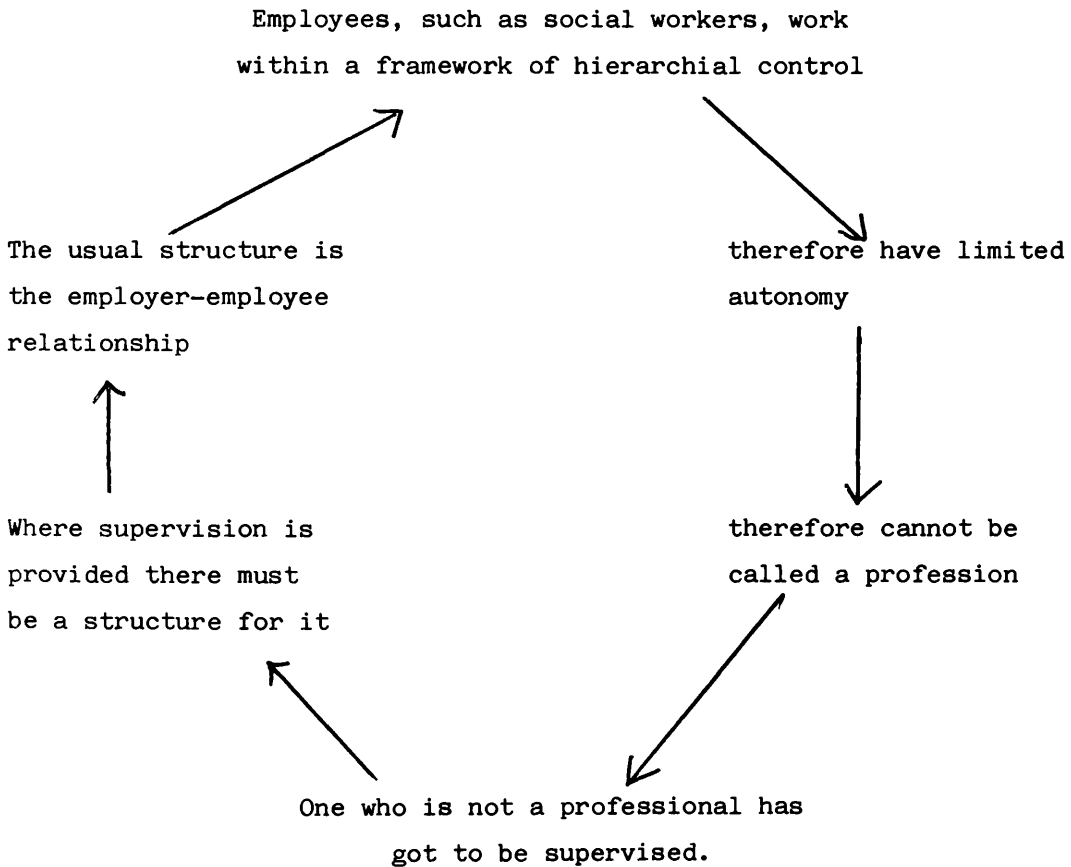 Employees, such as social workers, work
within a framework of hierarchial control
therefore have limited
autonomy
therefore cannot be
called a profession
One who is not a professional has
got to be supervised.
Where supervision is
provided there must
be a structure for it
The usual structure is
the employer-employee
relationship